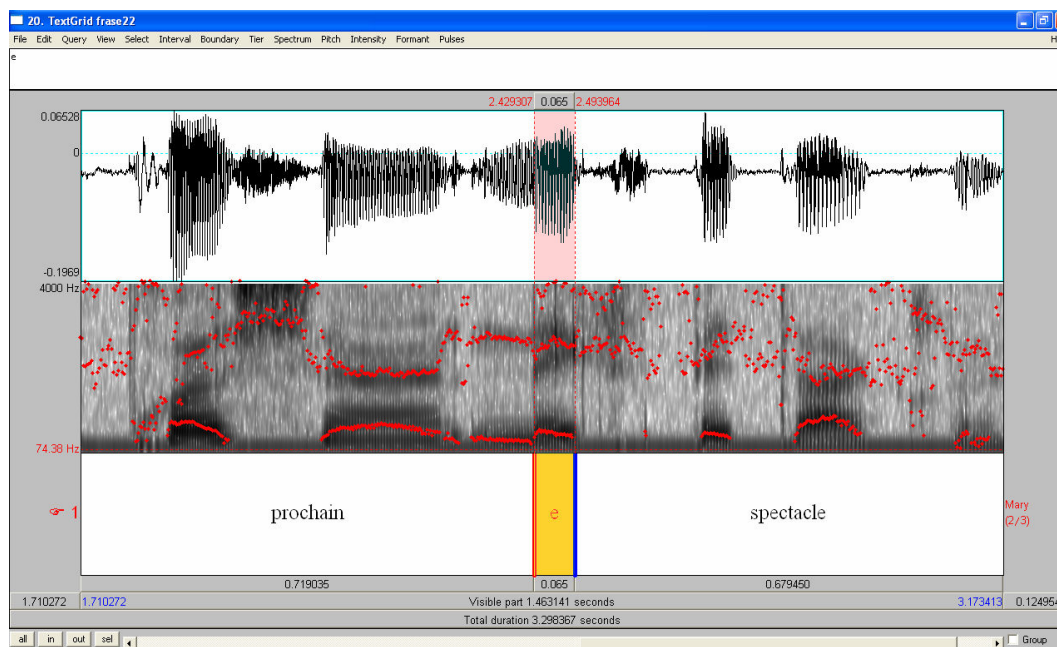 20. TextGrid frase22
File Edit Query View Select Interval Boundary Tier Spectrum Pitch Intensity Formant Pulses H
e
2.429307 0.065 2.493964
0.06528
0
-0.1969
4000 Hz
74.38 Hz
☞ 1 prochain e spectacle Mary
(2/3)
0.719035 0.065 0.679450
1.710272 1.710272 Visible part 1.463141 seconds 3.173413 0.124954
Total duration 3.298367 seconds
all in out sel Group